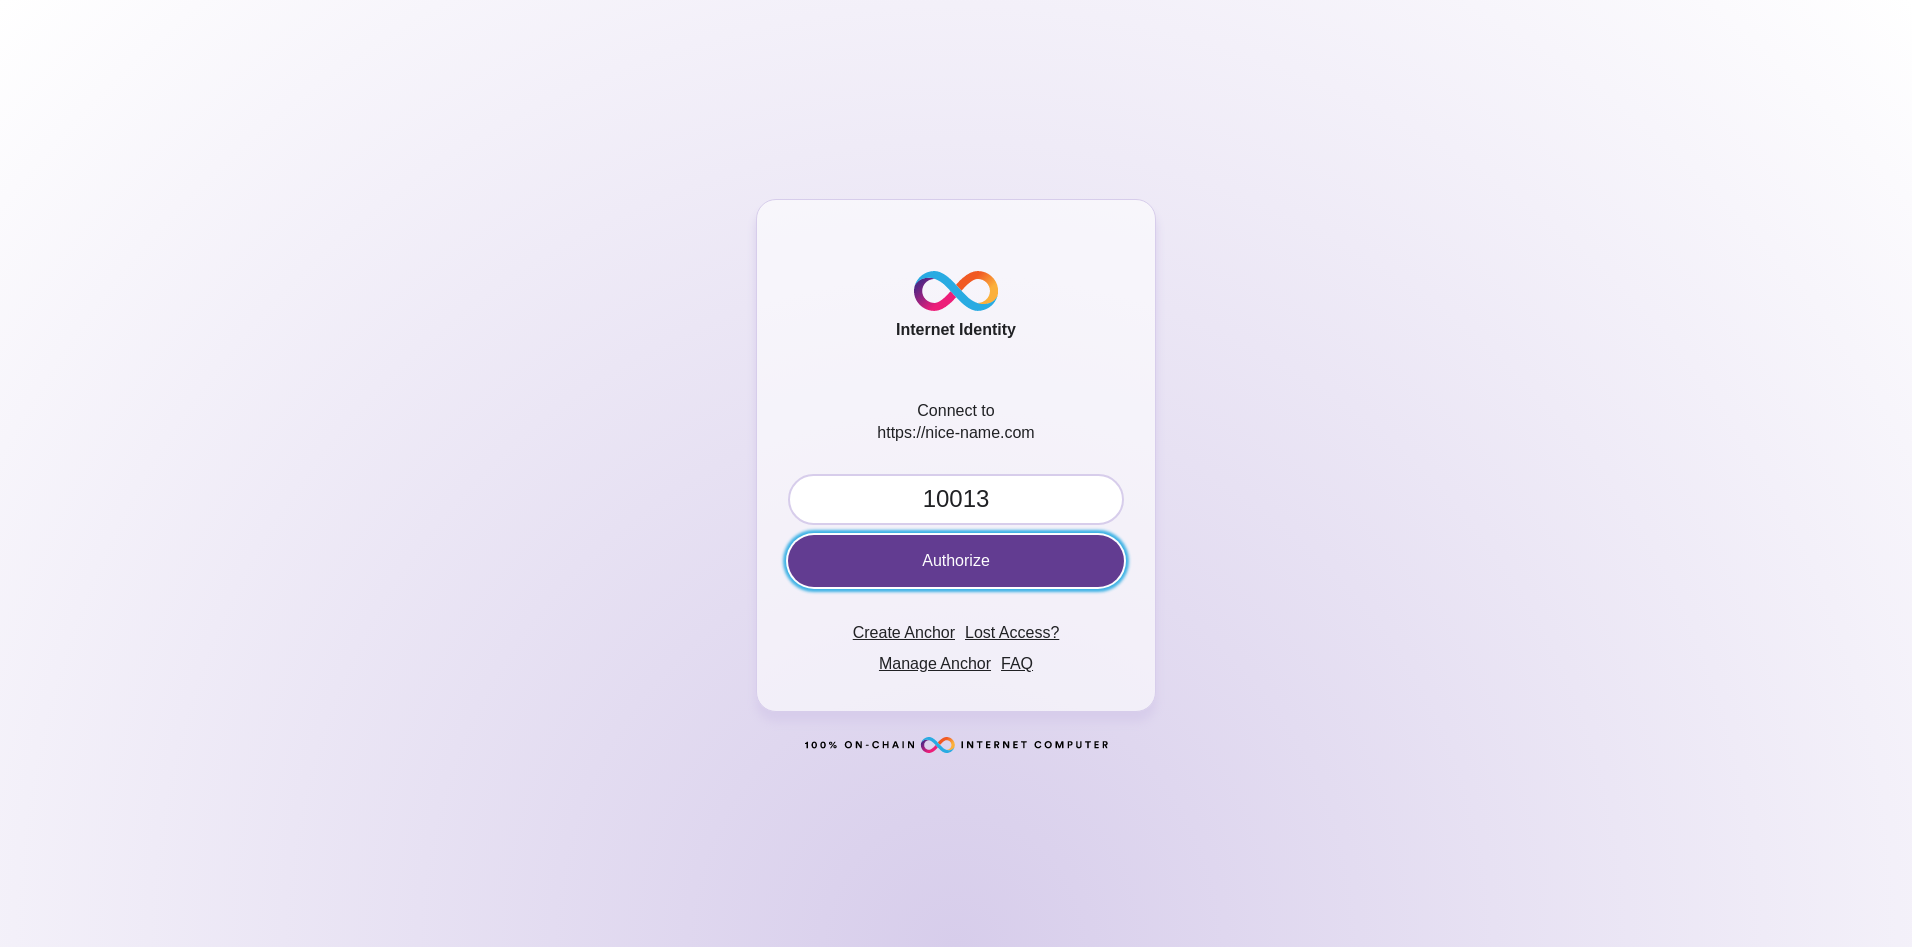 Internet Identity
Connect to
https://nice-name.com
10013
Authorize
Create Anchor Lost Access?
Manage Anchor FAQ
100% ON-CHAIN INTERNET COMPUTER